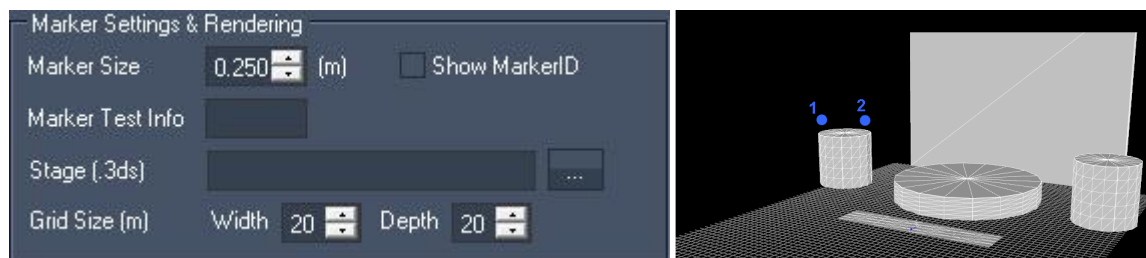 Marker Settings & Rendering
Marker Size 0.250 (m) Show MarkerID
Marker Test Info
Stage (.3ds) ...
Grid Size (m) Width 20 Depth 20
1 2